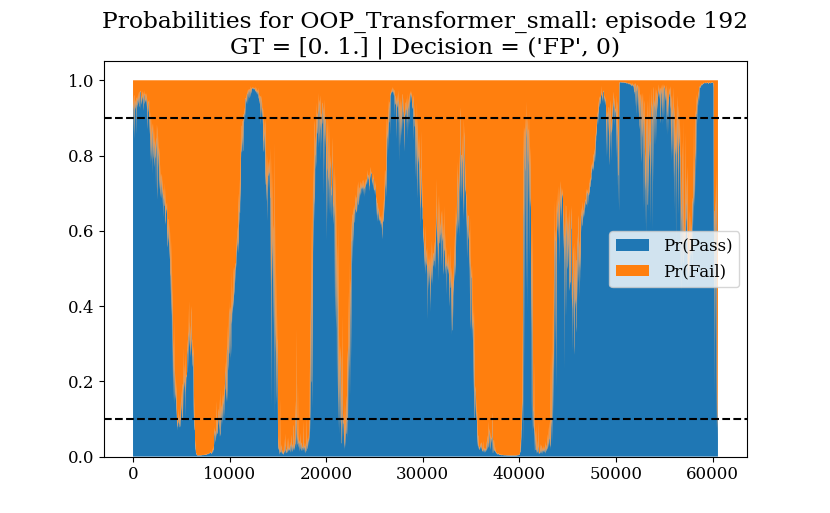 Probabilities for OOP_Transformer_small: episode 192
GT = [0. 1.] | Decision = ('FP', 0)
1.0
0.8
0.6
0.4
0.2
0.0
Pr(Pass)
Pr(Fail)
0 10000 20000 30000 40000 50000 60000